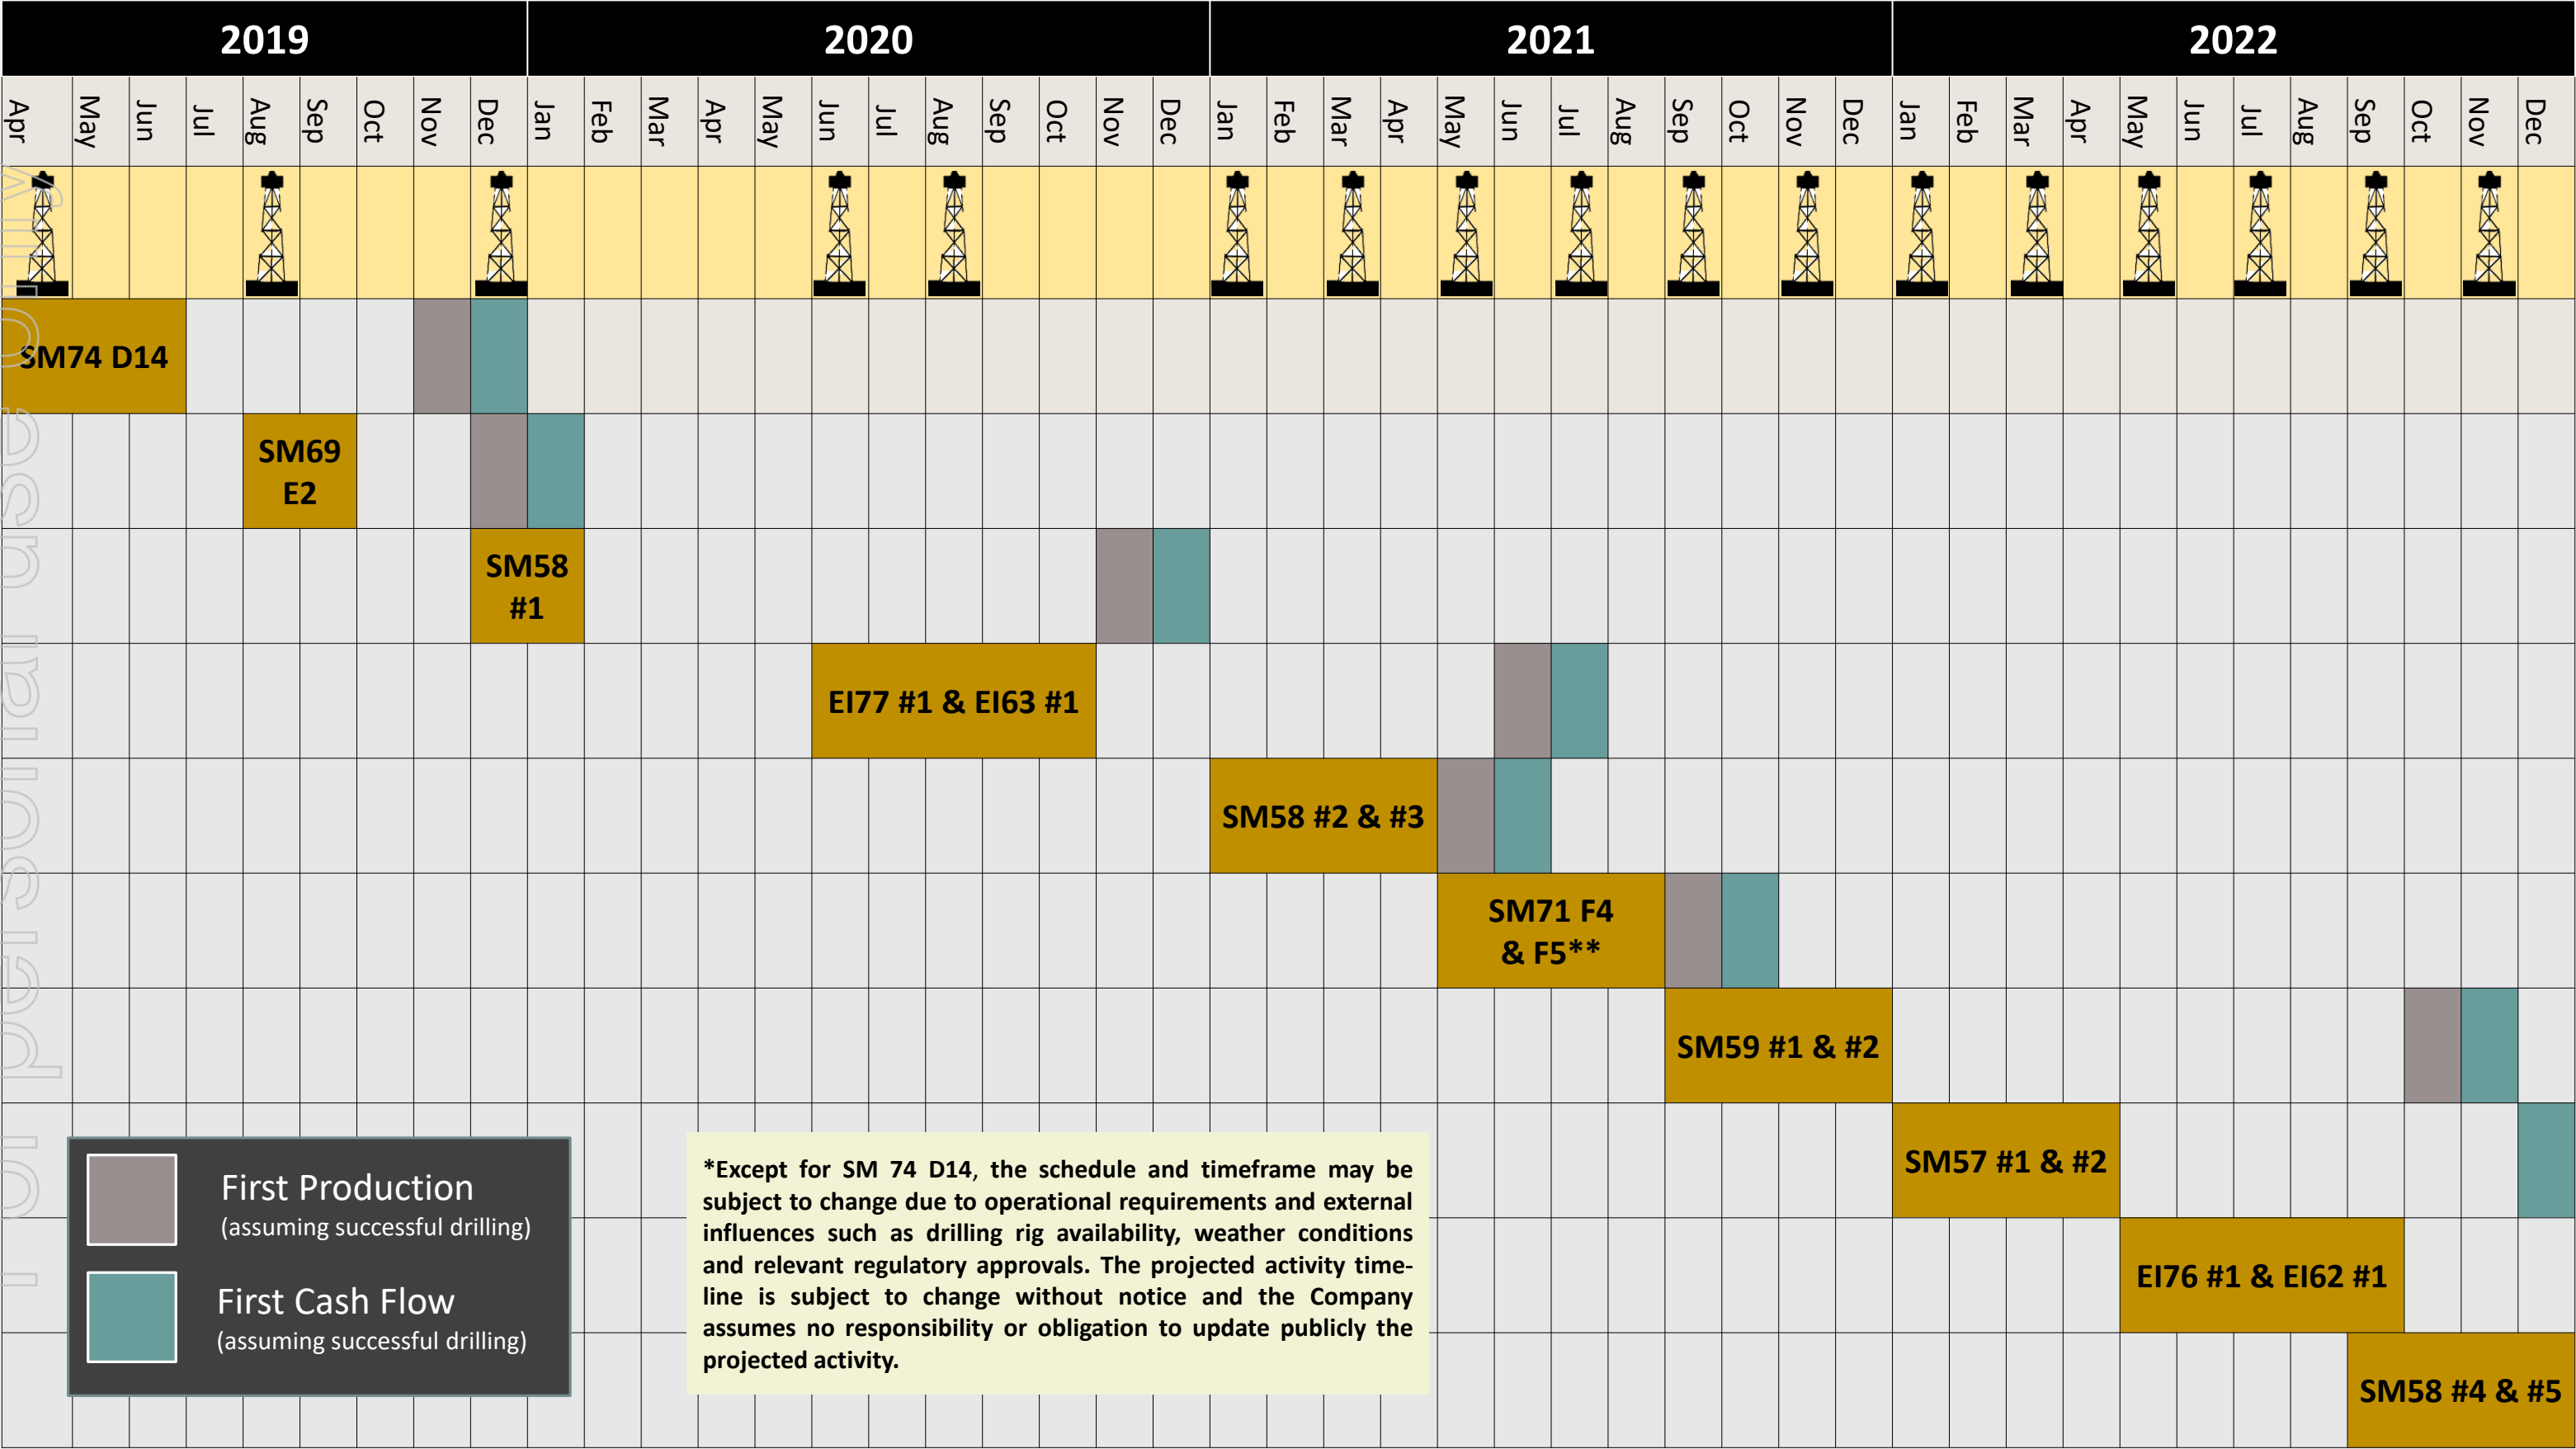 2019 2020 2021 2022
Apr May Jun Jul Aug Sep Oct Nov Dec Jan Feb Mar Apr May Jun Jul Aug Sep Oct Nov Dec Jan Feb Mar Apr May Jun Jul Aug Sep Oct Nov Dec Jan Feb Mar Apr May Jun Jul Aug Sep Oct Nov Dec
SM74 D14
SM69
E2
SM58
#1
EI77 #1 & EI63 #1
SM58 #2 & #3
SM71 F4
& F5**
SM59 #1 & #2
SM57 #1 & #2
EI76 #1 & EI62 #1
SM58 #4 & #5
First Production
(assuming successful drilling)
First Cash Flow
(assuming successful drilling)
*Except for SM 74 D14, the schedule and timeframe may be
subject to change due to operational requirements and external
influences such as drilling rig availability, weather conditions
and relevant regulatory approvals. The projected activity time-
line is subject to change without notice and the Company
assumes no responsibility or obligation to update publicly the
projected activity.
For personal use only